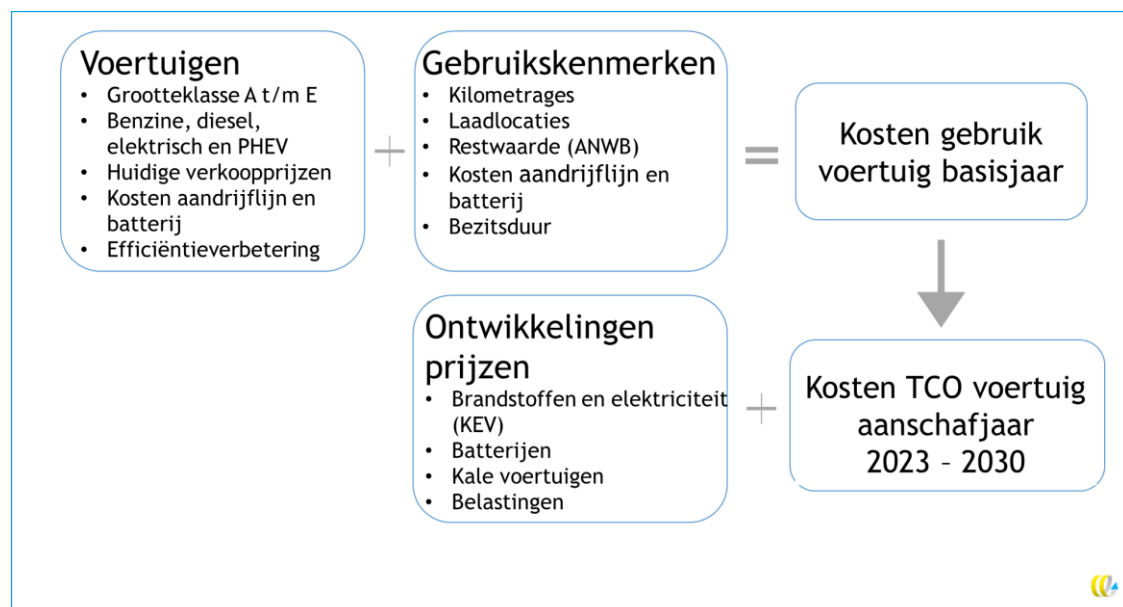 Voertuigen
• Grootteklasse A t/m E
• Benzine, diesel,
elektrisch en PHEV
• Huidige verkoopprijzen
• Kosten aandrijflijn en
batterij
• Efficiëntieverbetering
+
Gebruikskenmerken
• Kilometrages
• Laadlocaties
• Restwaarde (ANWB)
• Kosten aandrijflijn en
batterij
• Bezitsduur
=
Kosten gebruik
voertuig basisjaar
Ontwikkelingen
prijzen
• Brandstoffen en elektriciteit
(KEV)
• Batterijen
• Kale voertuigen
• Belastingen
+
Kosten TCO voertuig
aanschafjaar
2023 – 2030